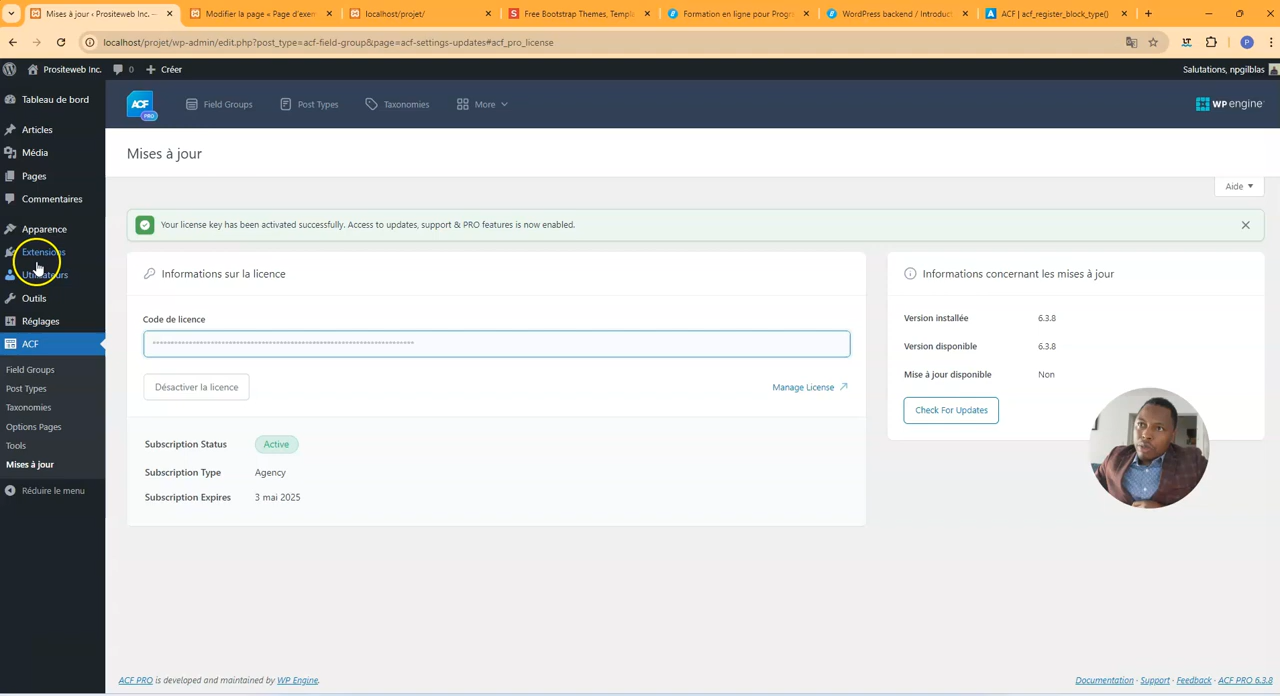 Mises à jour ‹ Prositeweb Inc. —
Modifier la page « Page d'exem
localhost/projet/
Free Bootstrap Themes, Templa
Formation en ligne pour Progr
WordPress backend / Introduct
ACF | acf_register_block_type()
localhost/projet/wp-admin/edit.php?post_type=acf-field-group&page=acf-settings-updates#acf_pro_license
P
Prositeweb Inc.
0
Créer
Salutations, npgilblas
Tableau de bord
Articles
Média
Pages
Commentaires
Apparence
Extensions
Utilisateurs
Outils
Réglages
ACF
Field Groups
Post Types
Taxonomies
Options Pages
Tools
Mises à jour
Réduire le menu
ACF
PRO
Field Groups
Post Types
Taxonomies
More
WP engine
Mises à jour
Aide
Your license key has been activated successfully. Access to updates, support & PRO features is now enabled.
Informations sur la licence
Code de licence
Désactiver la licence
Manage License
Subscription Status
Active
Subscription Type
Agency
Subscription Expires
3 mai 2025
Informations concernant les mises à jour
Version installée
6.3.8
Version disponible
6.3.8
Mise à jour disponible
Non
Check For Updates
ACF PRO is developed and maintained by WP Engine.
Documentation · Support · Feedback · ACF PRO 6.3.8